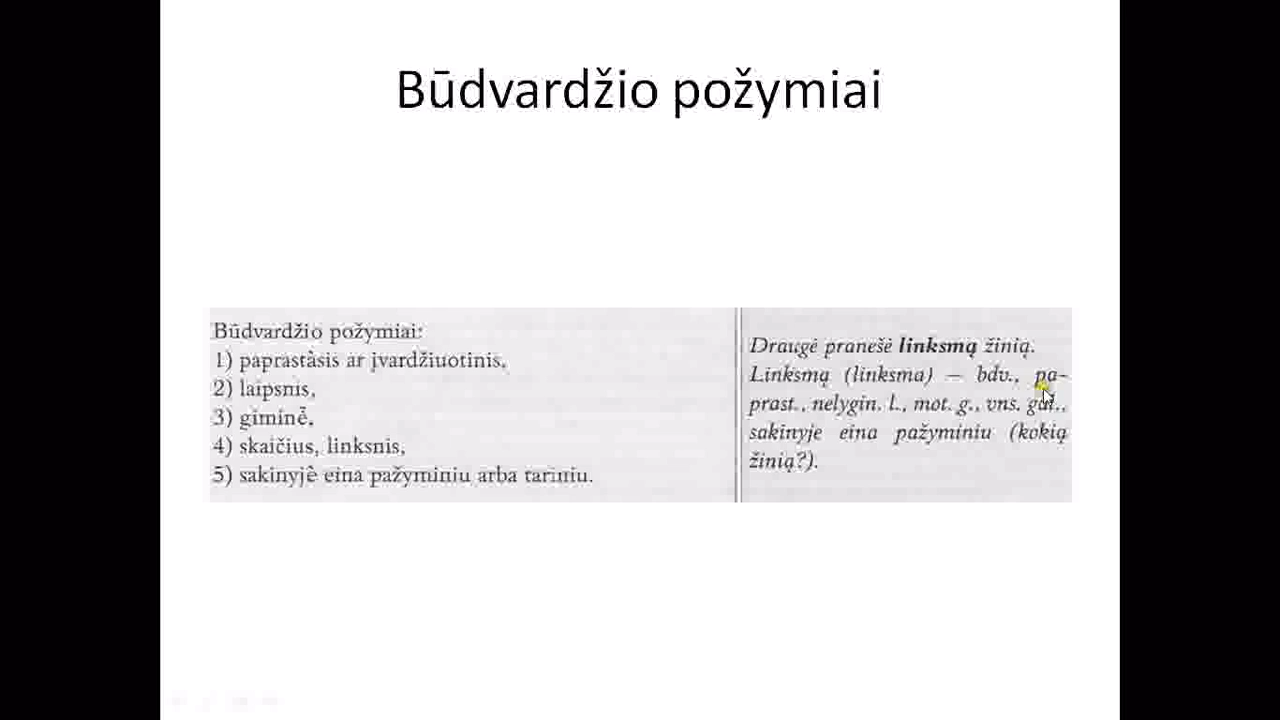 Būdvardžio požymiai
Būdvardžio požymiai:
1) paprastàsis ar įvardžiuotinis,
2) laipsnis,
3) giminė̃,
4) skaičius, linksnis,
5) sakinyjè eina pažyminiu arba tariniu.
Draugė pranešė linksmą žinią.
Linksmą (linksma) — bdv., pa-
prast., nelygin. l., mot. g., vns. gal.,
sakinyje eina pažyminiu (kokią
žinią?).